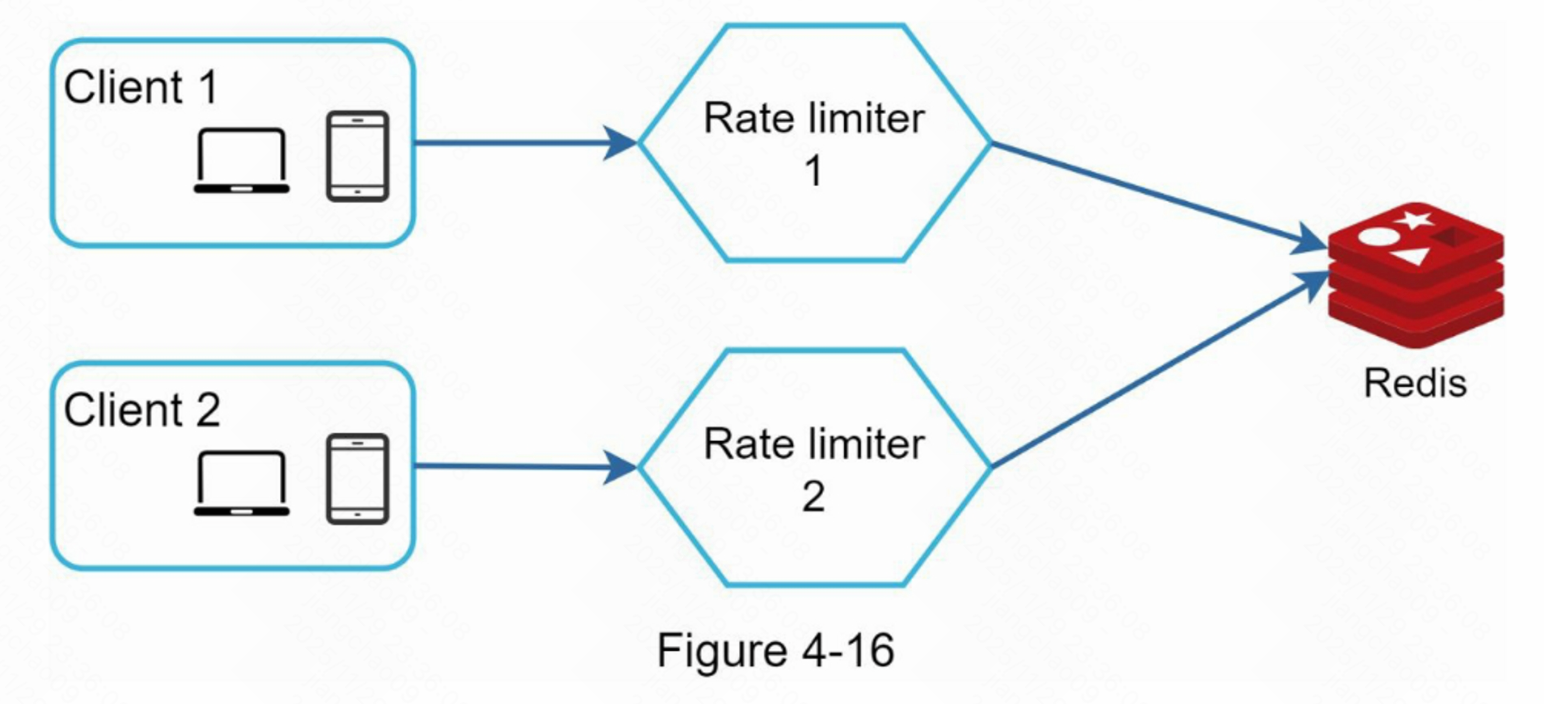 Client 1
Rate limiter
1
Client 2
Rate limiter
2
Redis
Figure 4-16